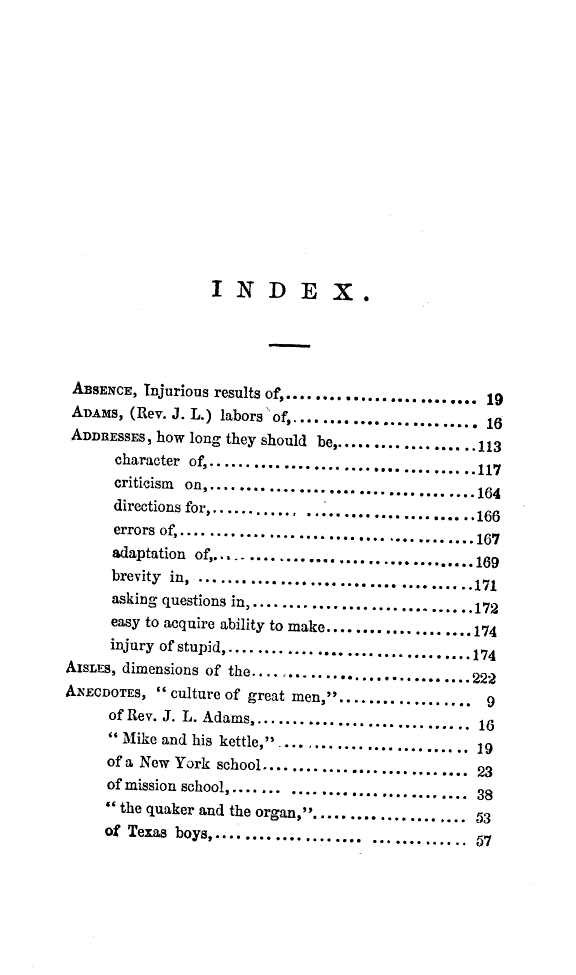 INDEX.
ABSENCE, Injurious results of,........................... 19
ADAMS, (Rev. J. L.) labors of,.......................... 16
ADDRESSES, how long they should be,...................113
character of,.....................................117
criticism on,.....................................164
directions for,....................................166
errors of,........................................167
adaptation of,....................................169
brevity in, ......................................171
asking questions in,..............................172
easy to acquire ability to make....................174
injury of stupid,.................................174
AISLES, dimensions of the..............................222
ANECDOTES, "culture of great men,".................. 9
of Rev. J. L. Adams,............................. 16
"Mike and his kettle,".......................... 19
of a New York school............................ 23
of mission school,....... ........................ 38
"the quaker and the organ,"..................... 53
of Texas boys,.................... ............. 57